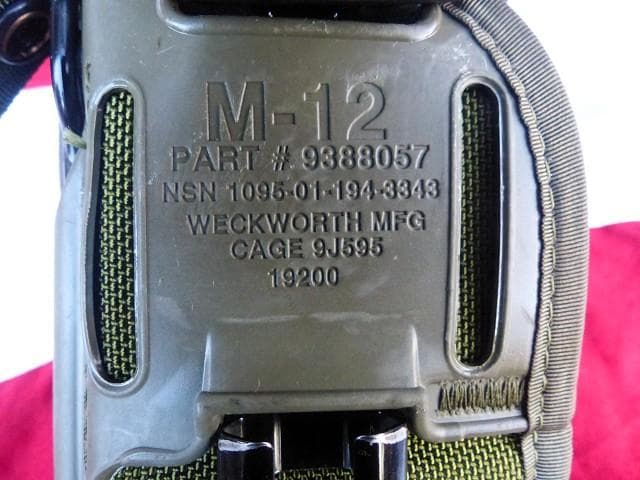 M-12
PART # 9388057
NSN 1095-01-194-3343
WECKWORTH MFG
CAGE 9J595
19200